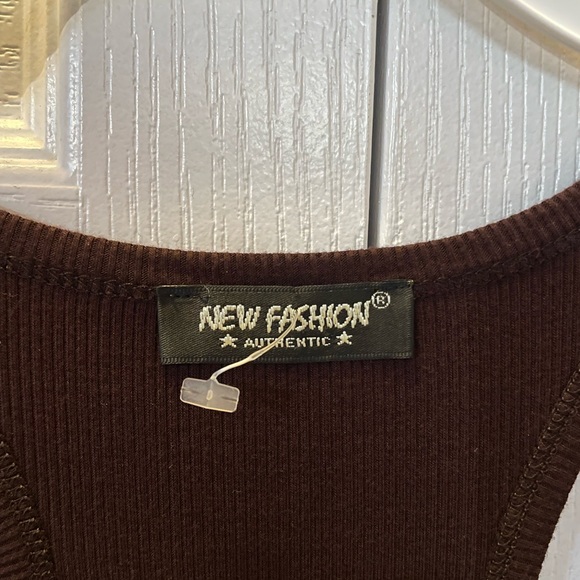 NEW FASHION®
★ AUTHENTIC ★